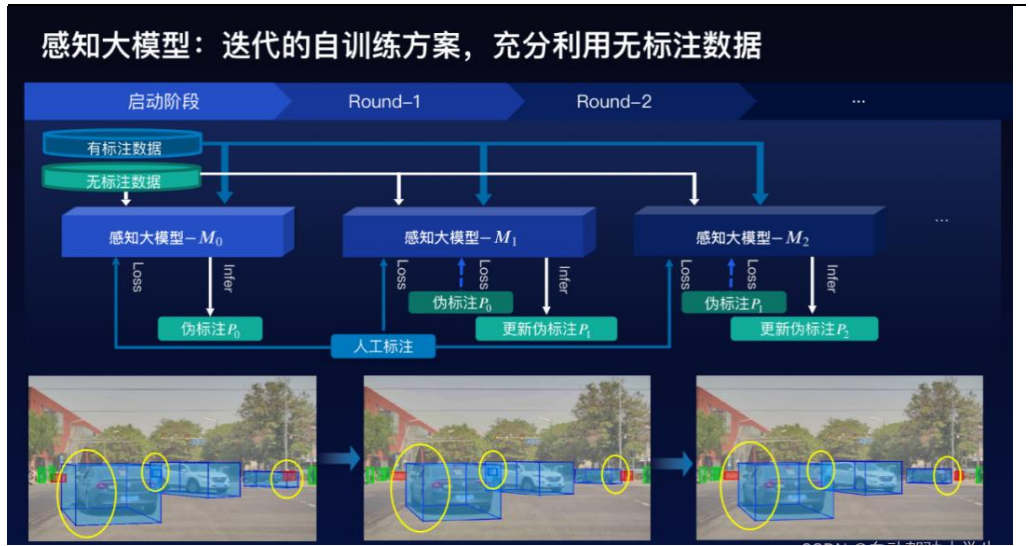 感知大模型：迭代的自训练方案，充分利用无标注数据
启动阶段
Round-1
Round-2
...
有标注数据
无标注数据
感知大模型-M₀
感知大模型-M₁
感知大模型-M₂
...
Loss
Infer
Loss
Loss
Infer
Loss
Loss
Infer
伪标注P₀
伪标注P₁
伪标注P₀
更新伪标注P₁
更新伪标注P₂
人工标注